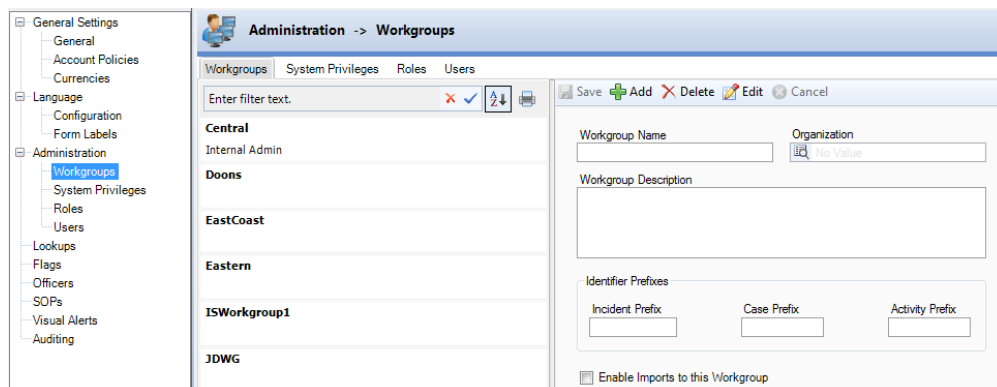 General Settings
General
Account Policies
Currencies
Language
Configuration
Form Labels
Administration
Workgroups
System Privileges
Roles
Users
Lookups
Flags
Officers
SOPs
Visual Alerts
Auditing
Administration -> Workgroups
Workgroups System Privileges Roles Users
Enter filter text.
Central
Internal Admin
Doons
EastCoast
Eastern
ISWorkgroup1
JDWG
Save Add Delete Edit Cancel
Workgroup Name Organization
No Value
Workgroup Description
Identifier Prefixes
Incident Prefix Case Prefix Activity Prefix
Enable Imports to this Workgroup